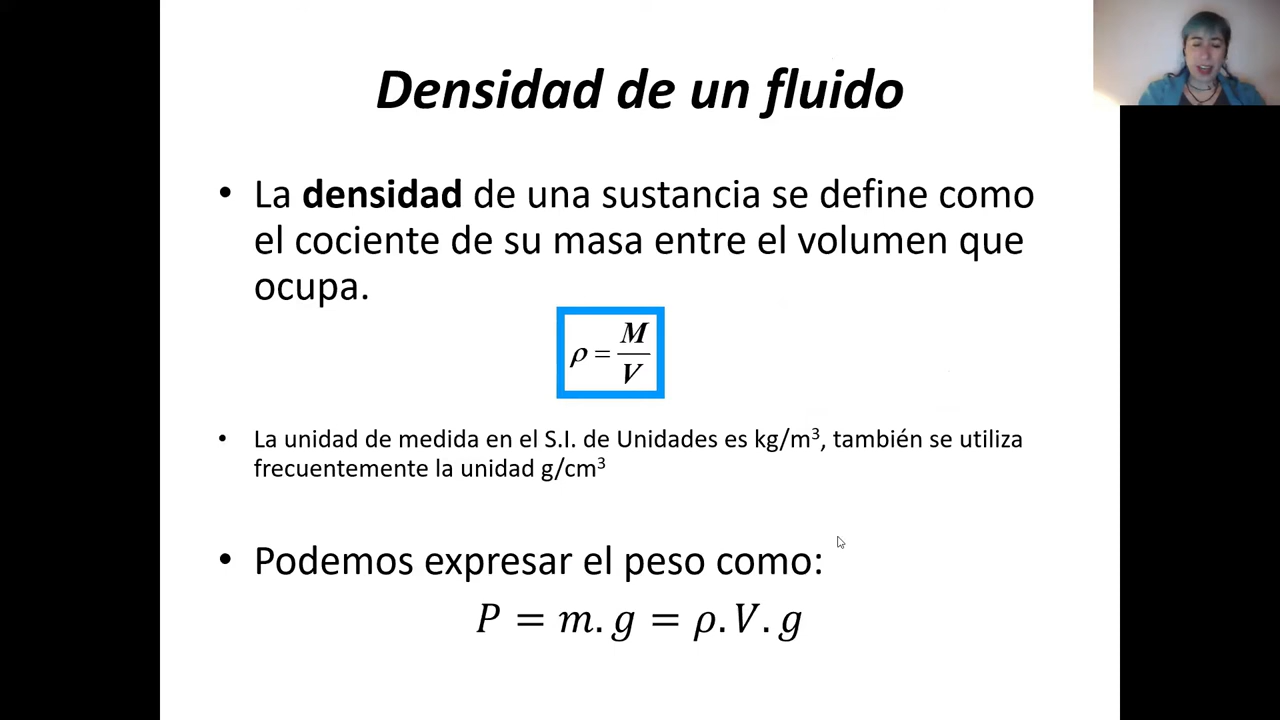 Densidad de un fluido
• La densidad de una sustancia se define como
el cociente de su masa entre el volumen que
ocupa.
ρ = M/V
• La unidad de medida en el S.I. de Unidades es kg/m³, también se utiliza
frecuentemente la unidad g/cm³
• Podemos expresar el peso como:
P = m. g = ρ. V. g